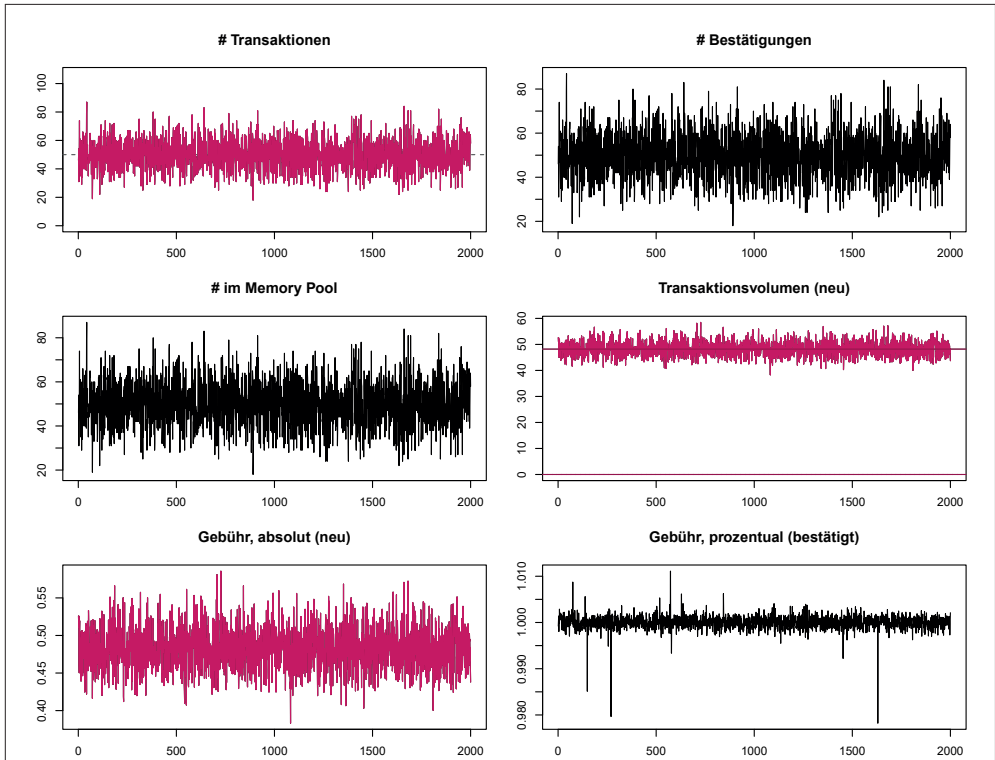 # Transaktionen
0 20 40 60 80 100
0 500 1000 1500 2000
# Bestätigungen
20 40 60 80
0 500 1000 1500 2000
# im Memory Pool
20 40 60 80
0 500 1000 1500 2000
Transaktionsvolumen (neu)
0 10 20 30 40 50 60
0 500 1000 1500 2000
Gebühr, absolut (neu)
0.40 0.45 0.50 0.55
0 500 1000 1500 2000
Gebühr, prozentual (bestätigt)
0.980 0.990 1.000 1.010
0 500 1000 1500 2000